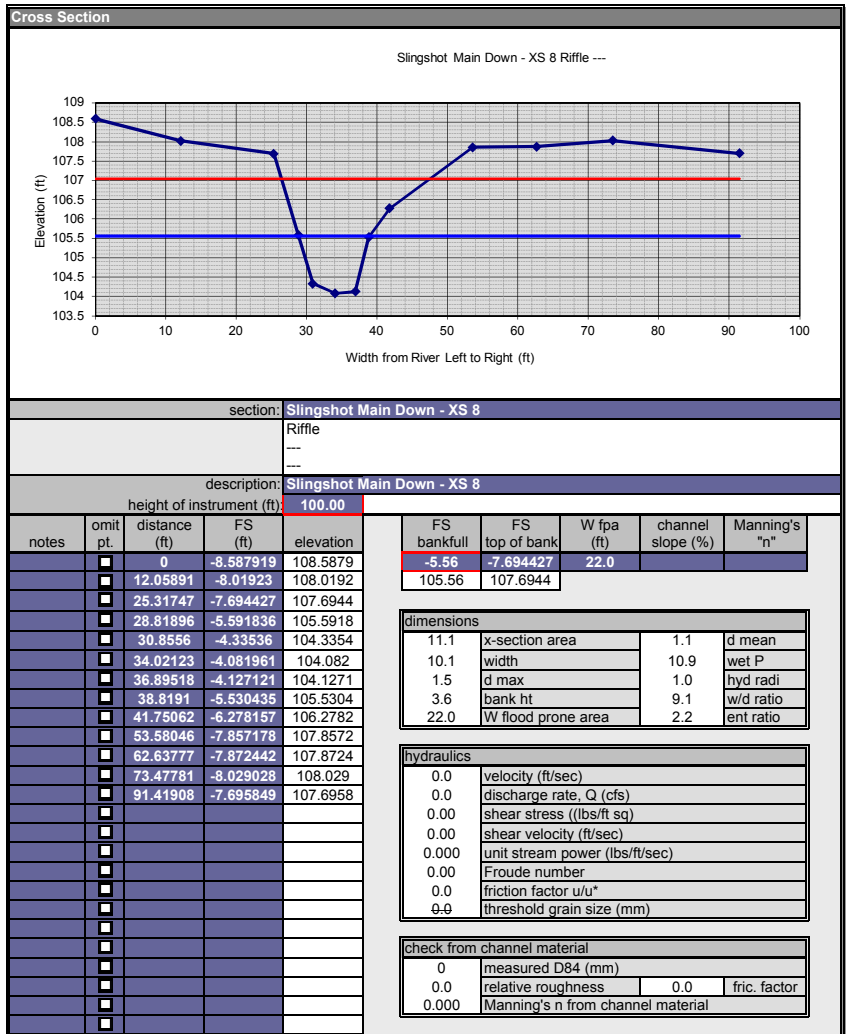 Cross Section
Slingshot Main Down - XS 8 Riffle ---
109
108.5
108
107.5
107
106.5
106
105.5
105
104.5
104
103.5
Elevation (ft)
0 10 20 30 40 50 60 70 80 90 100
Width from River Left to Right (ft)
section: Slingshot Main Down - XS 8
Riffle
---
---
description: Slingshot Main Down - XS 8
height of instrument (ft): 100.00
notes omit pt. distance (ft) FS (ft) elevation
0 -8.587919 108.5879
12.05891 -8.01923 108.0192
25.31747 -7.694427 107.6944
28.81896 -5.591836 105.5918
30.8556 -4.33536 104.3354
34.02123 -4.081961 104.082
36.89518 -4.127121 104.1271
38.8191 -5.530435 105.5304
41.75062 -6.278157 106.2782
53.58046 -7.857178 107.8572
62.63777 -7.872442 107.8724
73.47781 -8.029028 108.029
91.41908 -7.695849 107.6958
FS bankfull FS top of bank W fpa (ft) channel slope (%) Manning's "n"
-5.56 -7.694427 22.0
105.56 107.6944
dimensions
11.1 x-section area 1.1 d mean
10.1 width 10.9 wet P
1.5 d max 1.0 hyd radi
3.6 bank ht 9.1 w/d ratio
22.0 W flood prone area 2.2 ent ratio
hydraulics
0.0 velocity (ft/sec)
0.0 discharge rate, Q (cfs)
0.00 shear stress ((lbs/ft sq)
0.00 shear velocity (ft/sec)
0.000 unit stream power (lbs/ft/sec)
0.00 Froude number
0.0 friction factor u/u*
0.0 threshold grain size (mm)
check from channel material
0 measured D84 (mm)
0.0 relative roughness 0.0 fric. factor
0.000 Manning's n from channel material